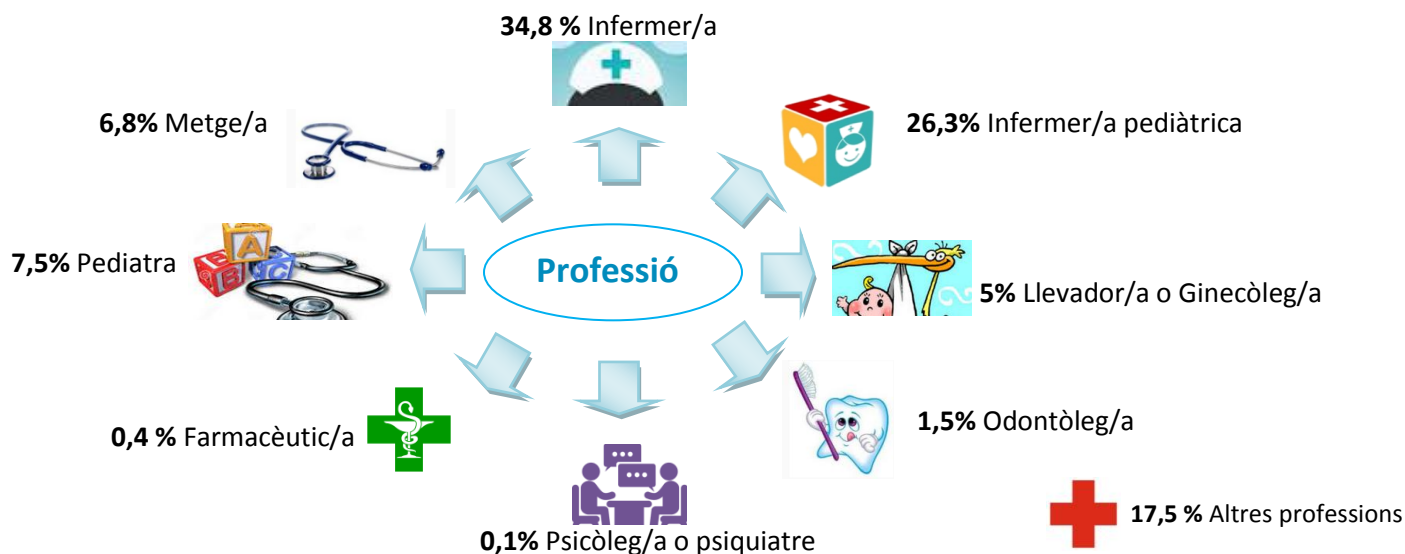 34,8 % Infermer/a
6,8% Metge/a
26,3% Infermer/a pediàtrica
7,5% Pediatra
Professió
5% Llevador/a o Ginecòleg/a
0,4 % Farmacèutic/a
1,5% Odontòleg/a
0,1% Psicòleg/a o psiquiatre
17,5 % Altres professions